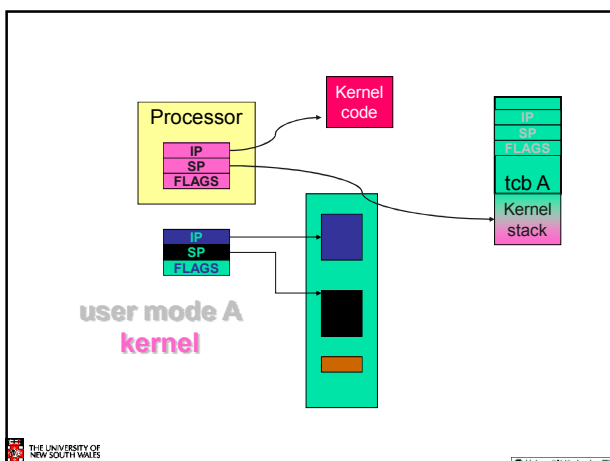 Processor
IP
SP
FLAGS
Kernel
code
IP
SP
FLAGS
tcb A
Kernel
stack
IP
SP
FLAGS
user mode A
kernel
THE UNIVERSITY OF
NEW SOUTH WALES